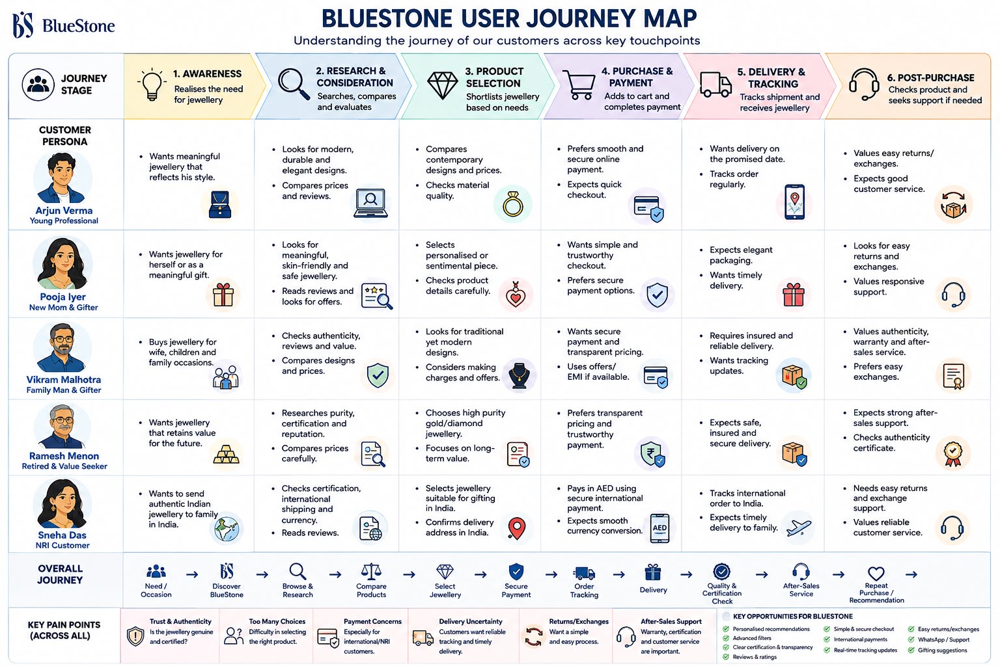 BS BlueStone
BLUESTONE USER JOURNEY MAP
Understanding the journey of our customers across key touchpoints
JOURNEY
STAGE
1. AWARENESS
Realises the need
for jewellery
2. RESEARCH &
CONSIDERATION
Searches, compares
and evaluates
3. PRODUCT
SELECTION
Shortlists jewellery
based on needs
4. PURCHASE &
PAYMENT
Adds to cart and
completes payment
5. DELIVERY &
TRACKING
Tracks shipment and
receives jewellery
6. POST-PURCHASE
Checks product and
seeks support if needed
CUSTOMER
PERSONA
Arjun Verma
Young Professional
• Wants meaningful
jewellery that
reflects his style.
• Looks for modern,
durable and
elegant designs.
• Compares prices
and reviews.
• Compares
contemporary
designs and prices.
• Checks material
quality.
• Prefers smooth and
secure online
payment.
• Expects quick
checkout.
• Wants delivery on
the promised date.
• Tracks order
regularly.
• Values easy returns/
exchanges.
• Expects good
customer service.
Pooja Iyer
New Mom & Gifter
• Wants jewellery for
herself or as a
meaningful gift.
• Looks for
meaningful,
skin-friendly and
safe jewellery.
• Reads reviews and
looks for offers.
• Selects
personalised or
sentimental piece.
• Checks product
details carefully.
• Wants simple and
trustworthy
checkout.
• Prefers secure
payment options.
• Expects elegant
packaging.
• Wants timely
delivery.
• Looks for easy
returns and
exchanges.
• Values responsive
support.
Vikram Malhotra
Family Man & Gifter
• Buys jewellery for
wife, children and
family occasions.
• Checks authenticity,
reviews and value.
• Compares designs
and prices.
• Looks for traditional
yet modern
designs.
• Considers making
charges and offers.
• Wants secure
payment and
transparent pricing.
• Uses offers/
EMI if available.
• Requires insured and
reliable delivery.
• Wants tracking
updates.
• Values authenticity,
warranty and after-
sales service.
• Prefers easy
exchanges.
Ramesh Menon
Retired & Value Seeker
• Wants jewellery
that retains value
for the future.
• Researches purity,
certification and
reputation.
• Compares prices
carefully.
• Chooses high purity
gold/diamond
jewellery.
• Focuses on long-
term value.
• Prefers transparent
pricing and
trustworthy
payment.
₹
• Expects safe,
insured and
secure delivery.
• Expects strong after-
sales support.
• Checks authenticity
certificate.
Sneha Das
NRI Customer
• Wants to send
authentic Indian
jewellery to family
in India.
• Checks certification,
international
shipping and
currency.
• Reads reviews.
• Selects jewellery
suitable for gifting
in India.
• Confirms delivery
address in India.
• Pays in AED using
secure international
payment.
• Expects smooth
currency conversion.
AED
• Tracks international
order to India.
• Expects timely
delivery to family.
• Needs easy returns
and exchange
support.
• Values reliable
customer service.
OVERALL
JOURNEY
Need /
Occasion
BS
Discover
BlueStone
Browse &
Research
Compare
Products
Select
Jewellery
Secure
Payment
Order
Tracking
Delivery
Quality &
Certification
Check
After-Sales
Service
Repeat
Purchase /
Recommendation
KEY PAIN POINTS
(ACROSS ALL)
Trust & Authenticity
Is the jewellery genuine
and certified?
Too Many Choices
Difficulty in selecting
the right product.
Payment Concerns
Especially for
international/NRI
customers.
Delivery Uncertainty
Customers want reliable
tracking and timely
delivery.
Returns/Exchanges
Want a simple
and easy process.
After-Sales Support
Warranty, certification
and customer service
are important.
KEY OPPORTUNITIES FOR BLUESTONE
Personalised recommendations
Advanced filters
Clear certification & transparency
Reviews & ratings
Simple & secure checkout
International payments
Real-time tracking updates
Easy returns/exchanges
WhatsApp / Support
Gifting suggestions